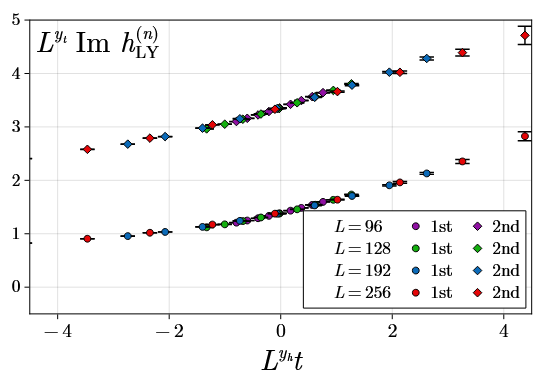 5
L^{y_t} Im h_{LY}^{(n)}
4
3
2
1
0
L = 96 1st 2nd
L = 128 1st 2nd
L = 192 1st 2nd
L = 256 1st 2nd
−4 −2 0 2 4
L^{y_h}t